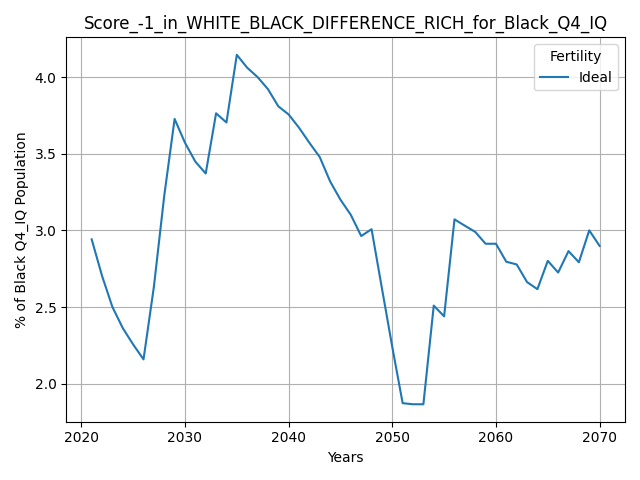 Score_-1_in_WHITE_BLACK_DIFFERENCE_RICH_for_Black_Q4_IQ
Fertility
Ideal
% of Black Q4_IQ Population
4.0
3.5
3.0
2.5
2.0
2020 2030 2040 2050 2060 2070
Years